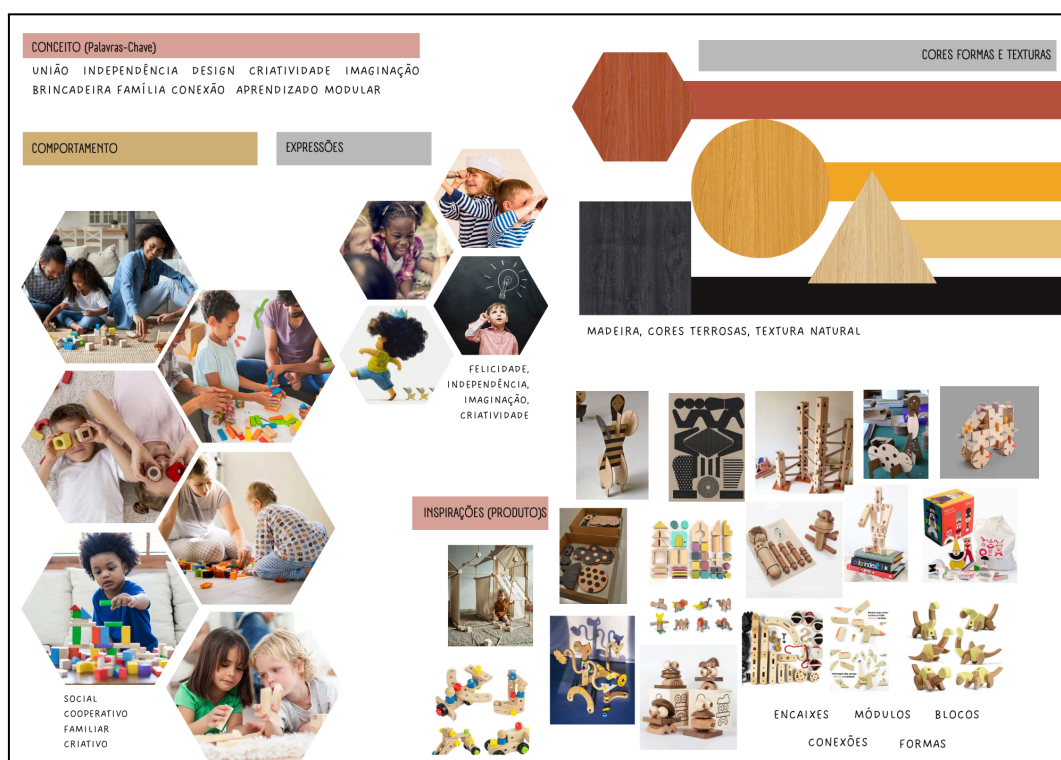 CONCEITO (Palavras-Chave)
UNIÃO INDEPENDÊNCIA DESIGN CRIATIVIDADE IMAGINAÇÃO
BRINCADEIRA FAMÍLIA CONEXÃO APRENDIZADO MODULAR
COMPORTAMENTO
EXPRESSÕES
FELICIDADE,
INDEPENDÊNCIA,
IMAGINAÇÃO,
CRIATIVIDADE
SOCIAL
COOPERATIVO
FAMILIAR
CRIATIVO
CORES FORMAS E TEXTURAS
MADEIRA, CORES TERROSAS, TEXTURA NATURAL
INSPIRAÇÕES (PRODUTO)S
ENCAIXES MÓDULOS BLOCOS
CONEXÕES FORMAS